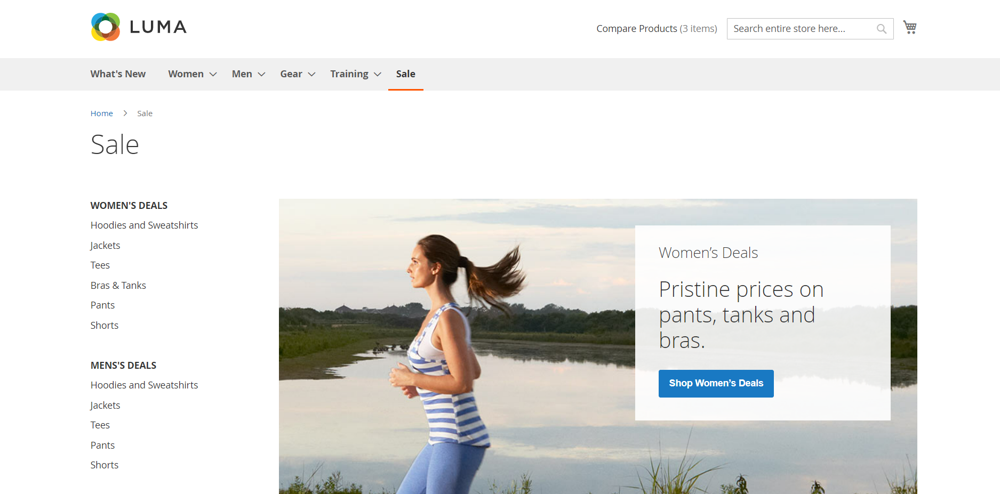 LUMA
Compare Products (3 items)
Search entire store here...
What's New
Women
Men
Gear
Training
Sale
Home
Sale
Sale
WOMEN'S DEALS
Hoodies and Sweatshirts
Jackets
Tees
Bras & Tanks
Pants
Shorts
MENS'S DEALS
Hoodies and Sweatshirts
Jackets
Tees
Pants
Shorts
Women’s Deals
Pristine prices on
pants, tanks and
bras.
Shop Women’s Deals